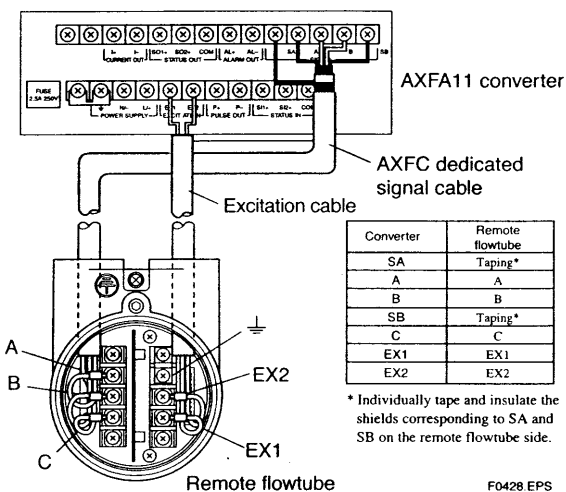 I+ I- SO1+ SO2+ COM AL+ AL- SA A B SB
CURRENT OUT STATUS OUT ALARM OUT
FUSE
2.5A 250V
N/- L/+ EX1 EX2 P+ P- SI1+ SI2+
POWER SUPPLY EXCITATION PULSE OUT STATUS IN
AXFA11 converter
AXFC dedicated
signal cable
Excitation cable
Converter Remote
flowtube
SA Taping*
A A
B B
SB Taping*
C C
EX1 EX1
EX2 EX2
* Individually tape and insulate the
shields corresponding to SA and
SB on the remote flowtube side.
A
B
C
EX2
EX1
Remote flowtube
F0428.EPS